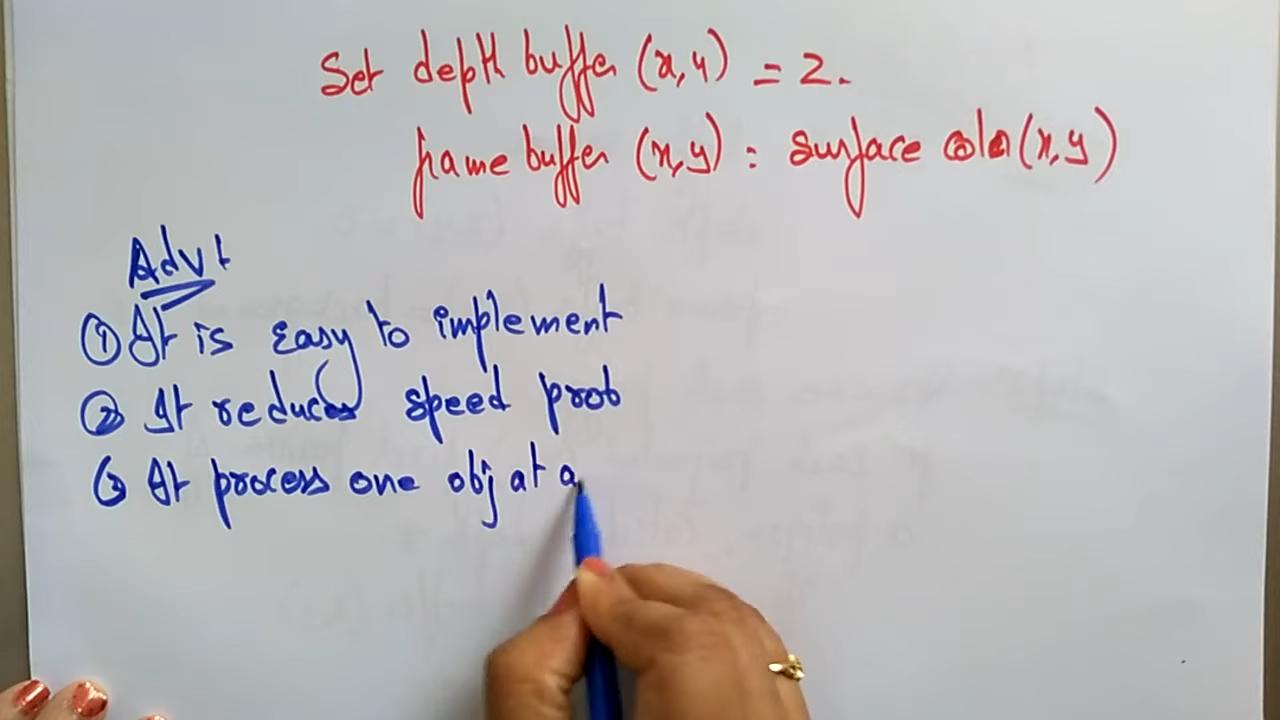 Set depth buffer (x,y) = z.
frame buffer (x,y) = surface color (x,y)
Advt
① It is easy to implement
② It reduces speed prob
③ It process one obj at a